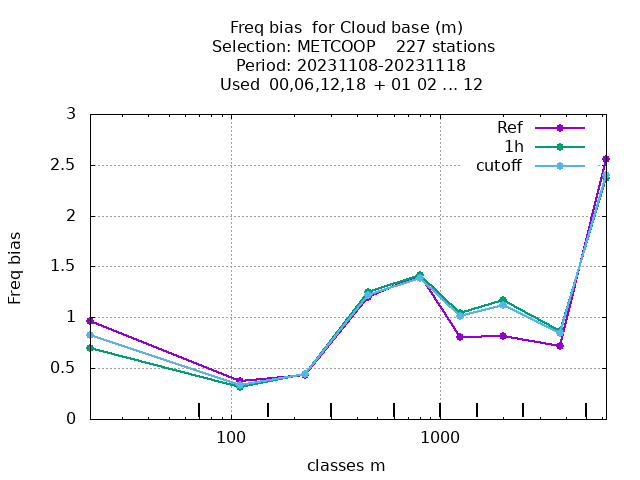 Freq bias  for Cloud base (m)
Selection: METCOOP    227 stations
Period: 20231108-20231118
Used  00,06,12,18  + 01 02 ... 12
3
2.5
2
1.5
1
0.5
0
Freq bias
Ref
1h
cutoff
100
1000
classes m